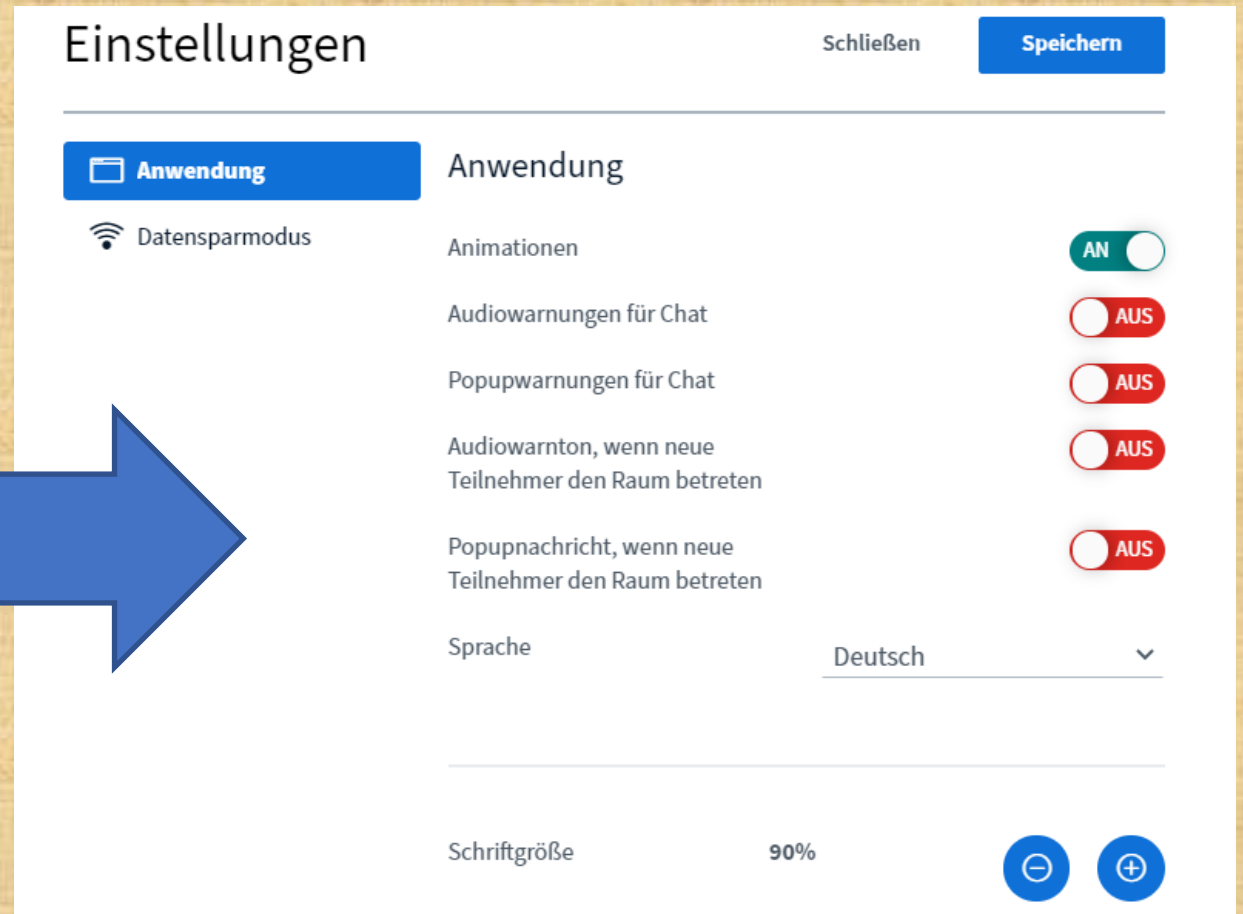 Einstellungen
Schließen
Speichern
Anwendung
Datensparmodus
Anwendung
Animationen
AN
Audiowarnungen für Chat
AUS
Popupwarnungen für Chat
AUS
Audiowarnton, wenn neue
Teilnehmer den Raum betreten
AUS
Popupnachricht, wenn neue
Teilnehmer den Raum betreten
AUS
Sprache
Deutsch
Schriftgröße
90%